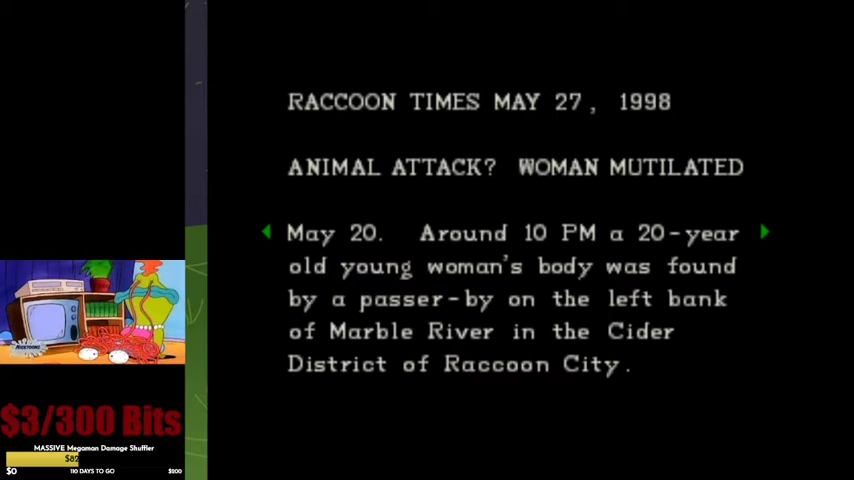 RACCOON TIMES MAY 27, 1998
ANIMAL ATTACK? WOMAN MUTILATED
May 20. Around 10 PM a 20-year
old young woman's body was found
by a passer-by on the left bank
of Marble River in the Cider
District of Raccoon City.
NICKTOONS
$3/300 Bits
MASSIVE Megaman Damage Shuffler
$82
$0 110 DAYS TO GO $200